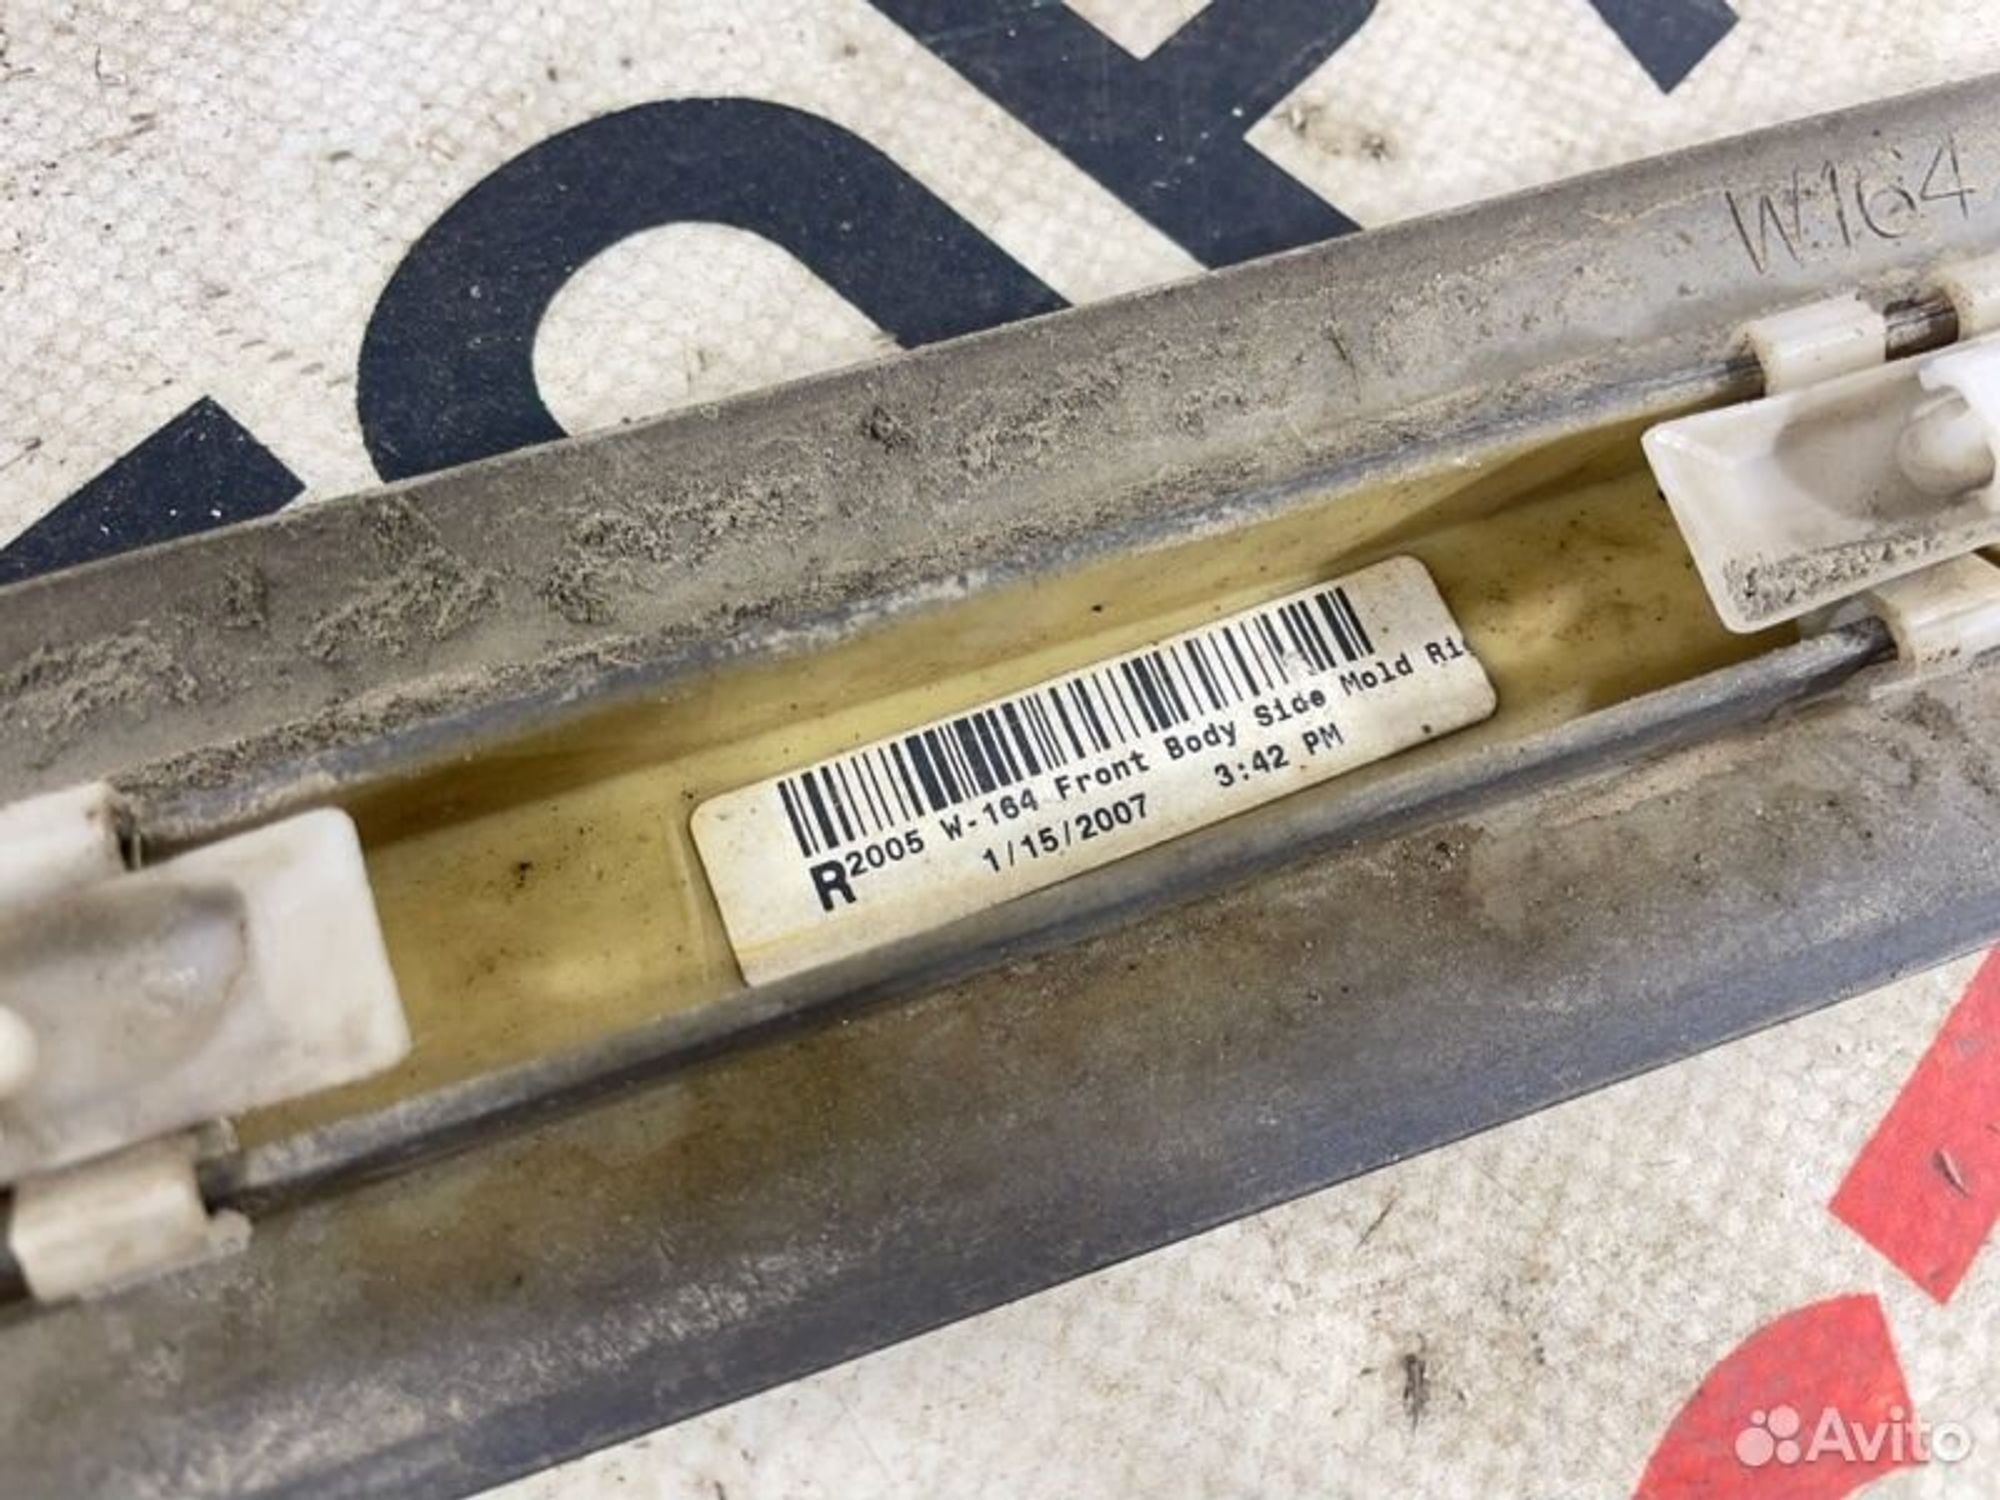 W164
R 2005 W-164 Front Body Side Mold
1/15/2007 3:42 PM
Avito